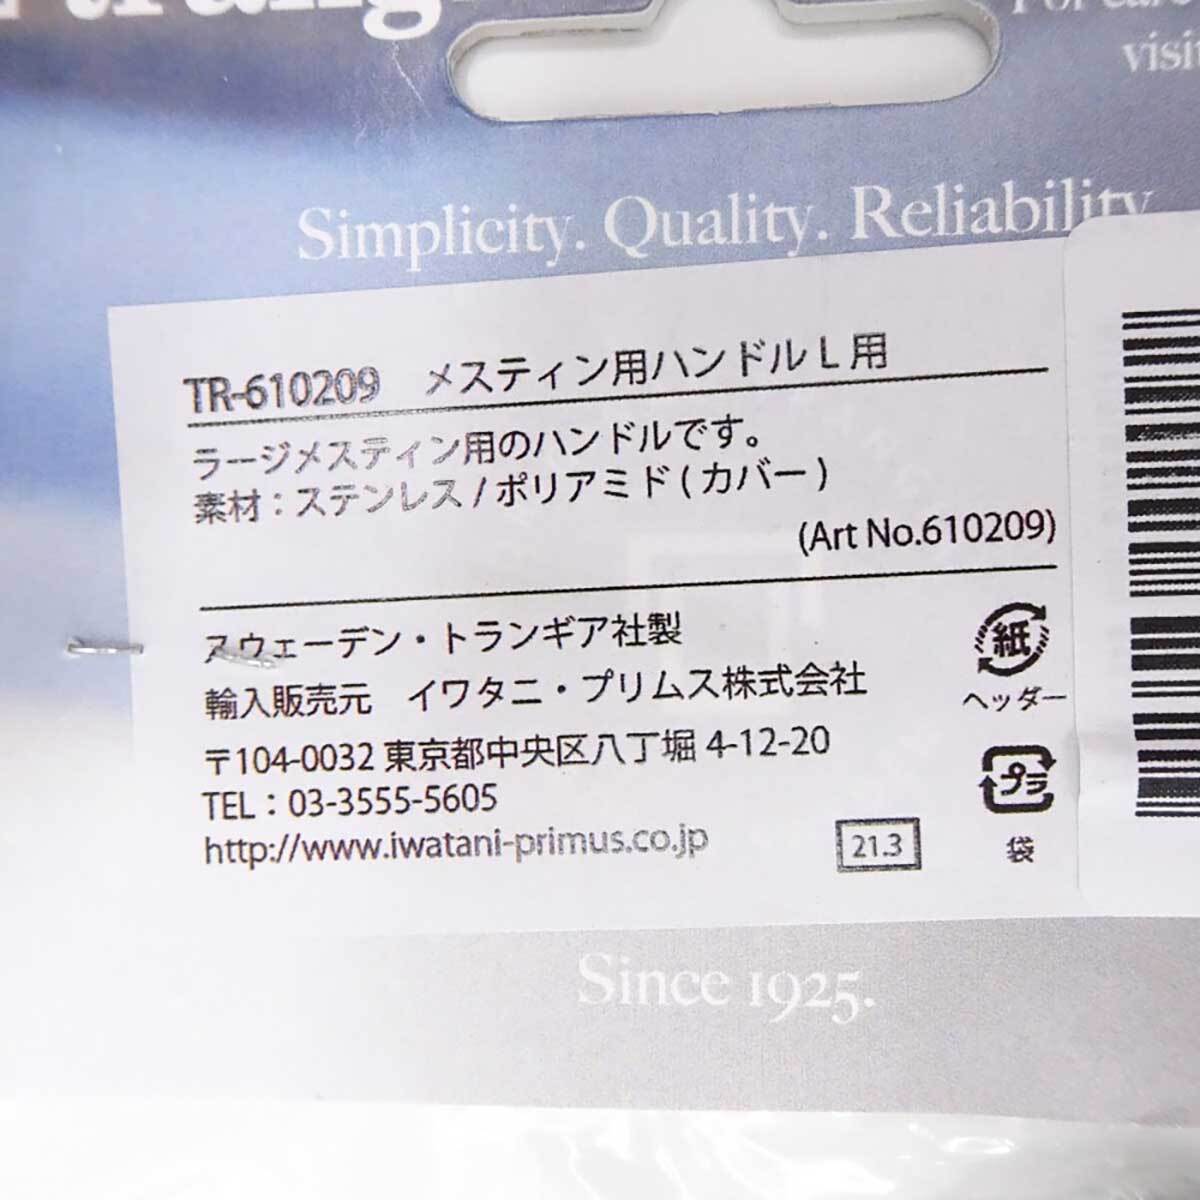 For care
visit
Simplicity. Quality. Reliability
TR-610209 メスティン用ハンドル L 用
ラージメスティン用のハンドルです。
素材：ステンレス / ポリアミド ( カバー )
(Art No.610209)
スウェーデン・トランギア社製
輸入販売元 イワタニ・プリムス株式会社
〒104-0032 東京都中央区八丁堀 4-12-20
TEL：03-3555-5605
http://www.iwatani-primus.co.jp
21.3
紙
ヘッダー
プラ
袋
Since 1925.